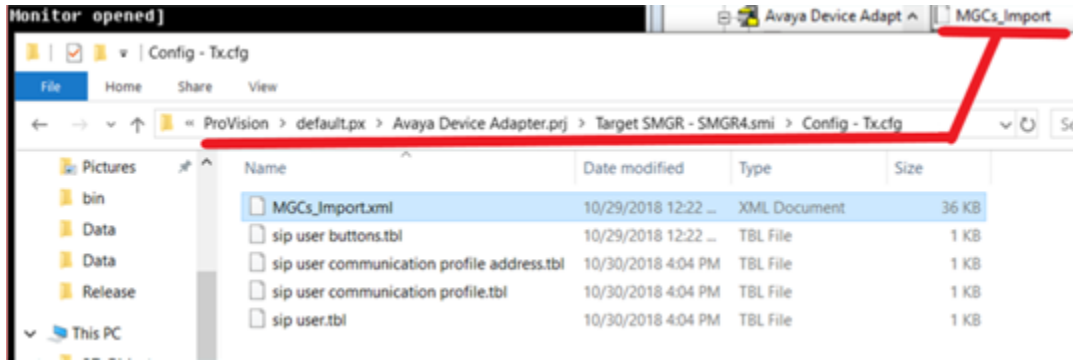 Monitor opened]
Avaya Device Adapt
MGCs_Import
Config - Tx.cfg
File Home Share View
« ProVision > default.px > Avaya Device Adapter.prj > Target SMGR - SMGR4.smi > Config - Tx.cfg
Name Date modified Type Size
Pictures
bin
Data
Data
Release
This PC
MGCs_Import.xml 10/29/2018 12:22 ... XML Document 36 KB
sip user buttons.tbl 10/29/2018 12:22 ... TBL File 1 KB
sip user communication profile address.tbl 10/30/2018 4:04 PM TBL File 1 KB
sip user communication profile.tbl 10/30/2018 4:04 PM TBL File 1 KB
sip user.tbl 10/30/2018 4:04 PM TBL File 1 KB